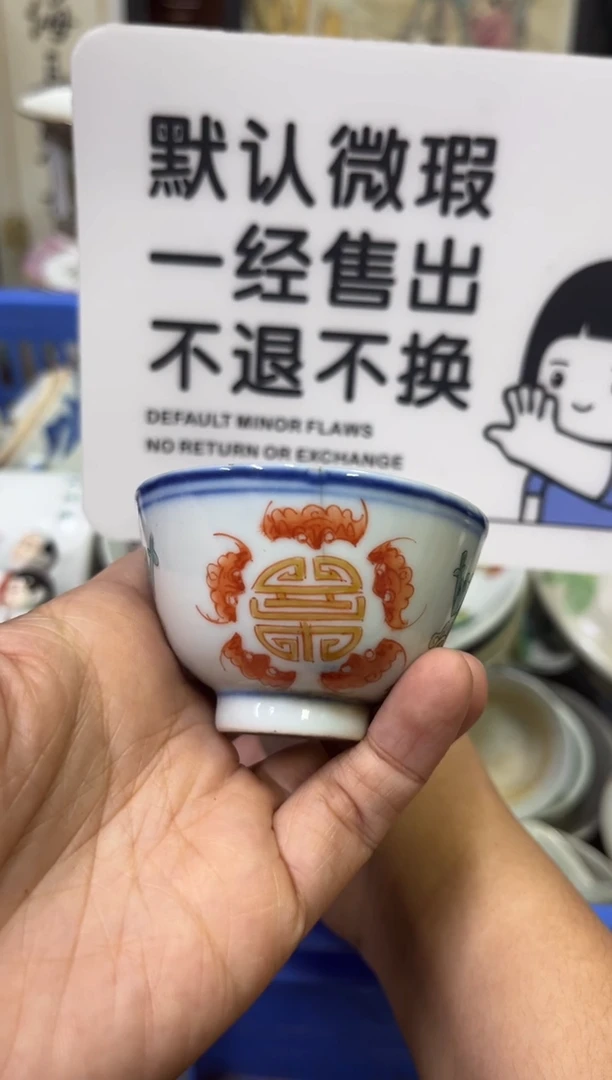 默认微瑕
一经售出
不退不换
DEFAULT MINOR FLAWS
NO RETURN OR EXCHANGE